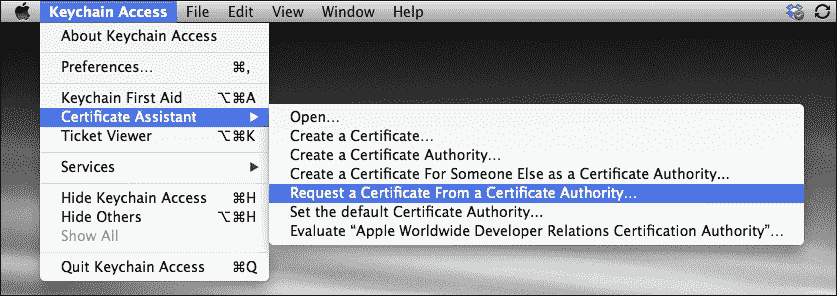 Keychain Access File Edit View Window Help
About Keychain Access
Preferences... ⌘,
Keychain First Aid ⌥⌘A
Certificate Assistant ▶
Ticket Viewer ⌥⌘K
Services ▶
Hide Keychain Access ⌘H
Hide Others ⌥⌘H
Show All
Quit Keychain Access ⌘Q
Open...
Create a Certificate...
Create a Certificate Authority...
Create a Certificate For Someone Else as a Certificate Authority...
Request a Certificate From a Certificate Authority...
Set the default Certificate Authority...
Evaluate “Apple Worldwide Developer Relations Certification Authority”...